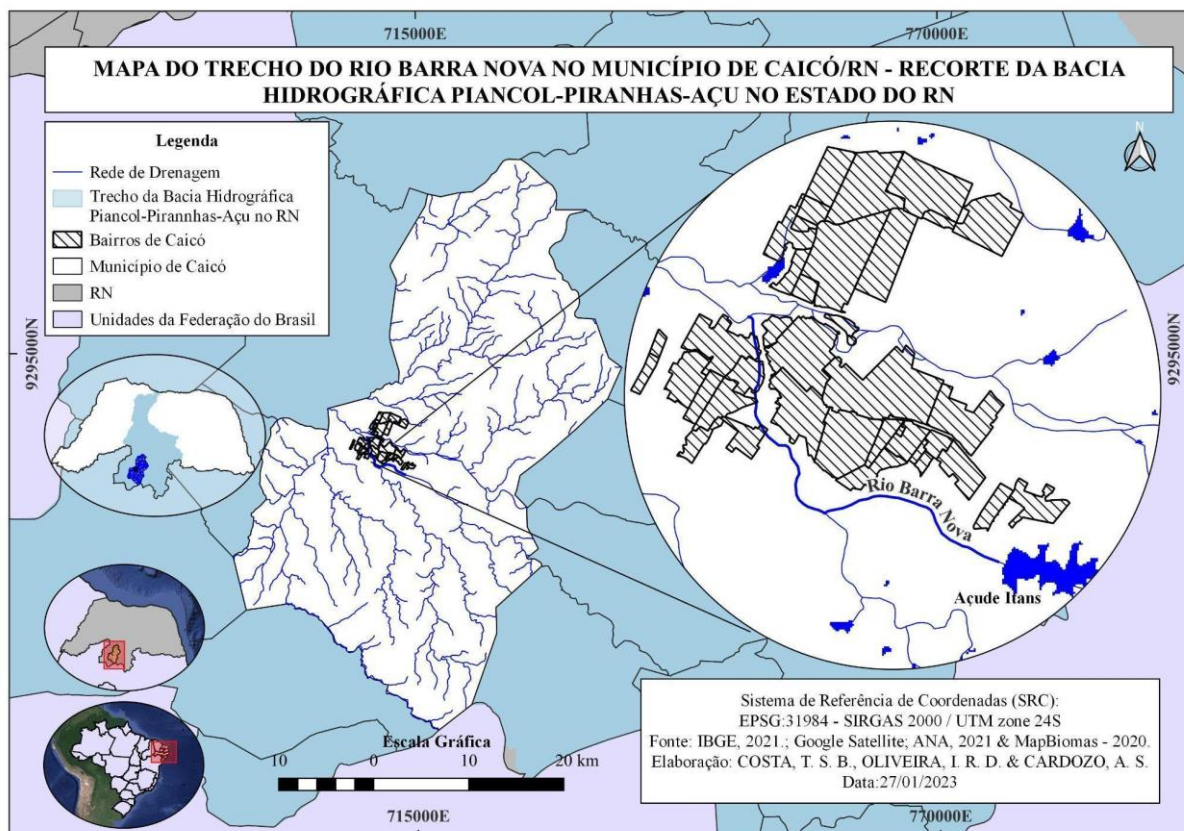 715000E
770000E
MAPA DO TRECHO DO RIO BARRA NOVA NO MUNICÍPIO DE CAICÓ/RN - RECORTE DA BACIA
HIDROGRÁFICA PIANCOL-PIRANHAS-AÇU NO ESTADO DO RN
Legenda
Rede de Drenagem
Trecho da Bacia Hidrográfica
Piancol-Pirannhas-Açu no RN
Bairros de Caicó
Município de Caicó
RN
Unidades da Federação do Brasil
N
9295000N
9295000N
Rio Barra Nova
Açude Itans
Escala Gráfica
10 0 10 20 km
Sistema de Referência de Coordenadas (SRC):
EPSG:31984 - SIRGAS 2000 / UTM zone 24S
Fonte: IBGE, 2021.; Google Satellite; ANA, 2021 & MapBiomas - 2020.
Elaboração: COSTA, T. S. B., OLIVEIRA, I. R. D. & CARDOZO, A. S.
Data:27/01/2023
715000E
770000E